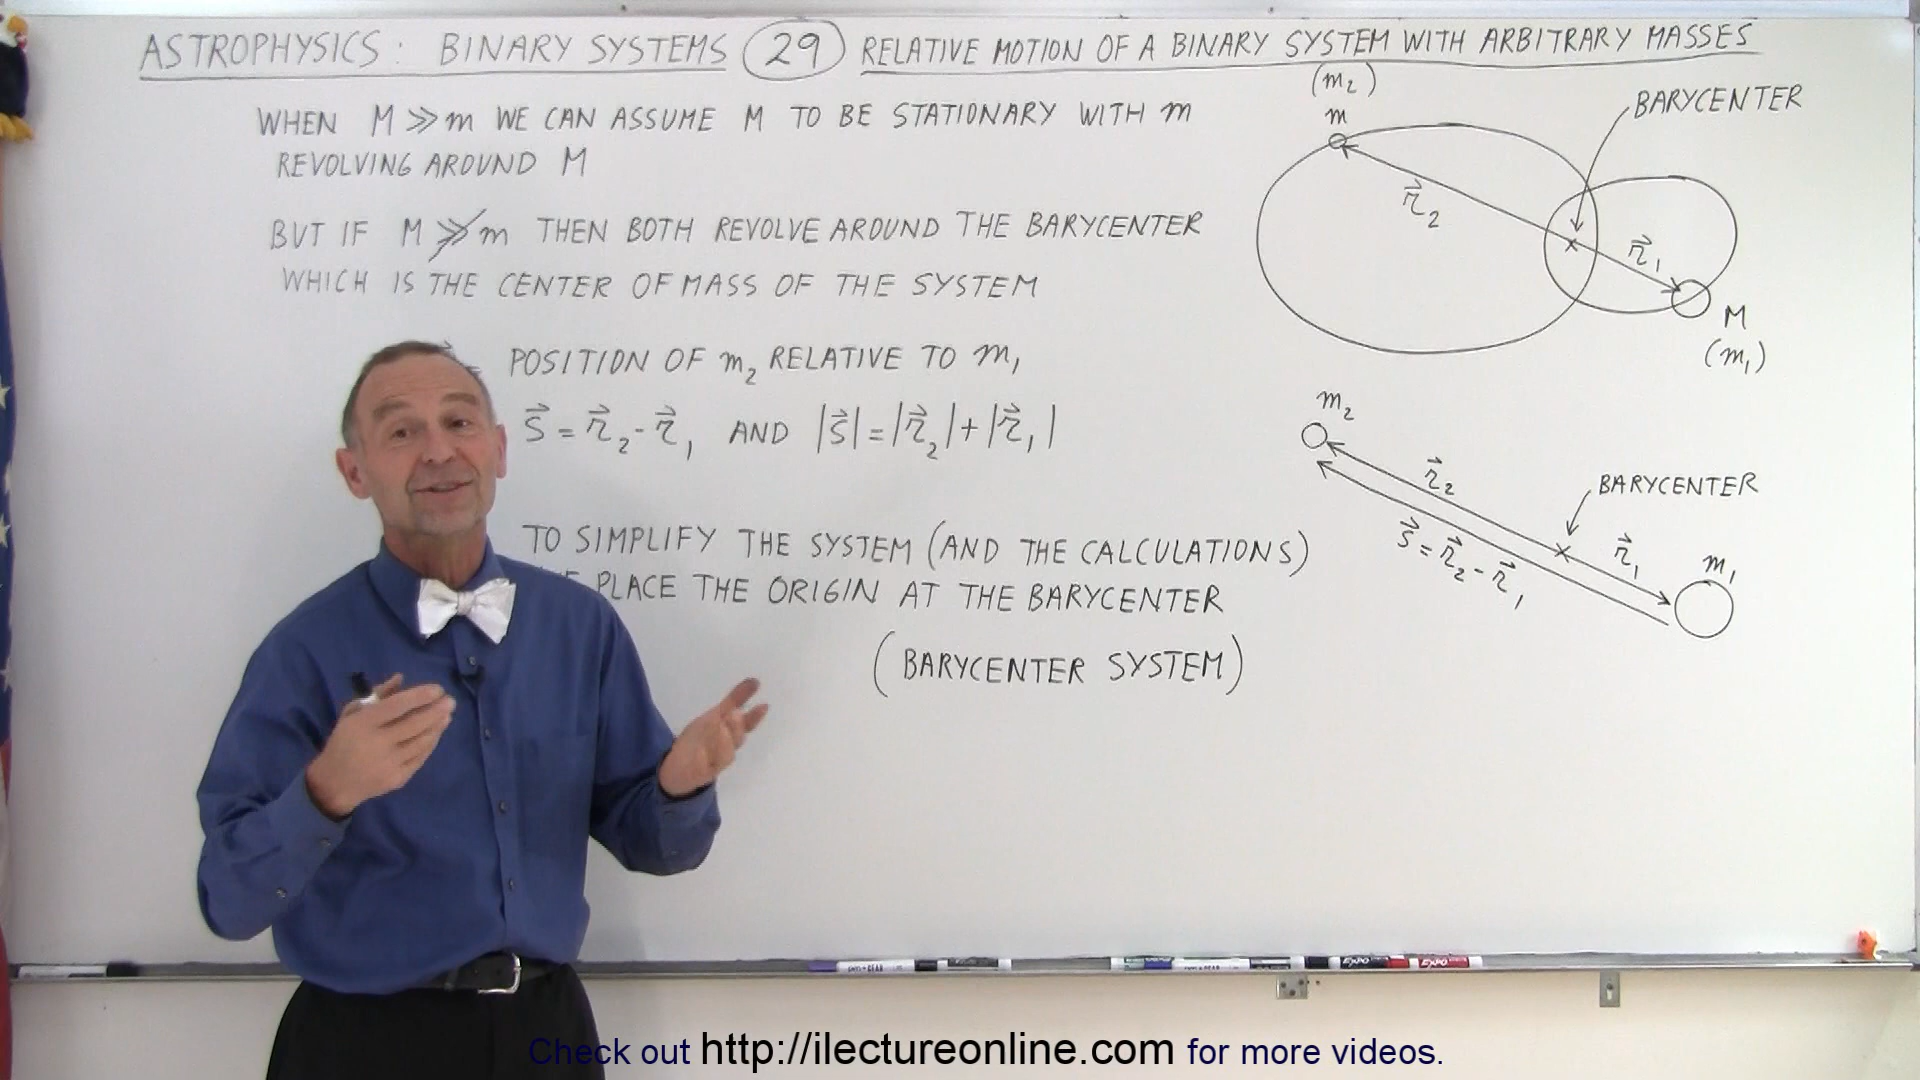 ASTROPHYSICS: BINARY SYSTEMS 29 RELATIVE MOTION OF A BINARY SYSTEM WITH ARBITRARY MASSES
WHEN M ≫ m WE CAN ASSUME M TO BE STATIONARY WITH m
REVOLVING AROUND M
BUT IF M ≫̸ m THEN BOTH REVOLVE AROUND THE BARYCENTER
WHICH IS THE CENTER OF MASS OF THE SYSTEM
POSITION OF m₂ RELATIVE TO m₁
s⃗ = r⃗₂ - r⃗₁ AND |s⃗| = |r⃗₂| + |r⃗₁|
TO SIMPLIFY THE SYSTEM (AND THE CALCULATIONS)
PLACE THE ORIGIN AT THE BARYCENTER
(BARYCENTER SYSTEM)
(m₂)
m
BARYCENTER
r⃗₂
r⃗₁
M
(m₁)
m₂
r⃗₂
BARYCENTER
s⃗ = r⃗₂ - r⃗₁
r⃗₁
m₁
EXPO
EXPO
Check out http://ilectureonline.com for more videos.